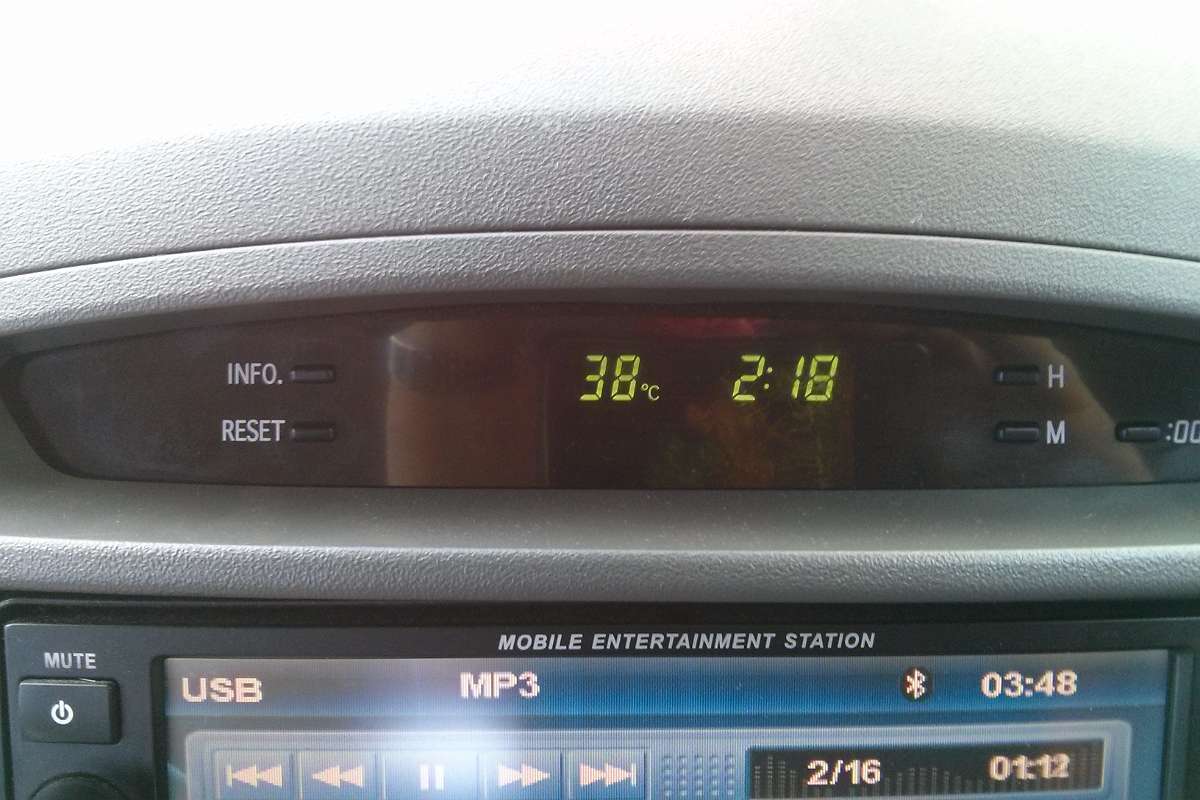 INFO. 38°C 2:18 H
RESET M :00
MOBILE ENTERTAINMENT STATION
MUTE
USB MP3 03:48
2/16 01:12